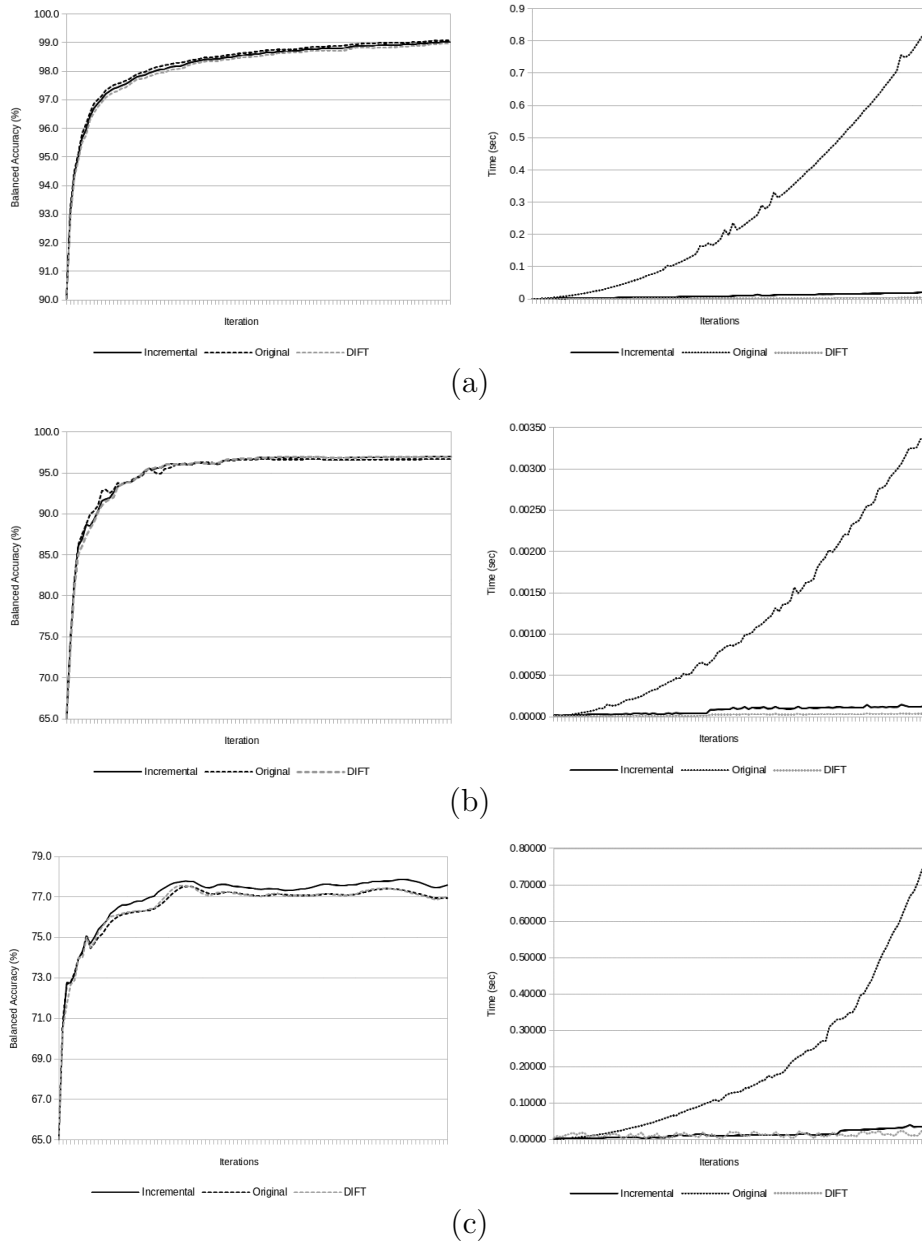 100.0
99.0
98.0
97.0
96.0
95.0
94.0
93.0
92.0
91.0
90.0
Balanced Accuracy (%)
Iteration
Incremental Original DIFT
0.9
0.8
0.7
0.6
0.5
0.4
0.3
0.2
0.1
0
Time (sec)
Iterations
Incremental Original DIFT
(a)
100.0
95.0
90.0
85.0
80.0
75.0
70.0
65.0
Balanced Accuracy (%)
Iteration
Incremental Original DIFT
0.00350
0.00300
0.00250
0.00200
0.00150
0.00100
0.00050
0.00000
Time (sec)
Iterations
Incremental Original DIFT
(b)
79.0
77.0
75.0
73.0
71.0
69.0
67.0
65.0
Balanced Accuracy (%)
Iterations
Incremental Original DIFT
0.80000
0.70000
0.60000
0.50000
0.40000
0.30000
0.20000
0.10000
0.00000
Time (sec)
Iterations
Incremental Original DIFT
(c)